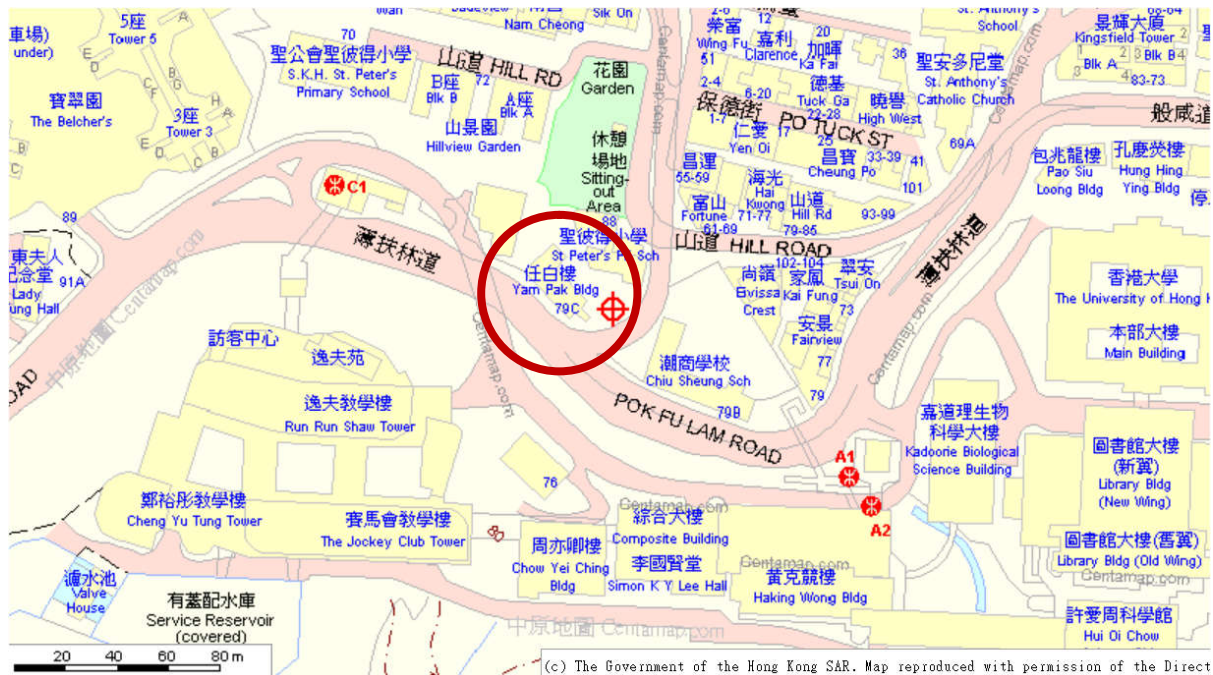 5座
Tower 5
車場)
under)
Nam Cheong
Sik On
St. Anthony's
School
景輝大廈
Kingsfield Tower
Blk A
Blk B
83-73
70
聖公會聖彼得小學
S.K.H. St. Peter's
Primary School
山道 HILL RD
B座
Blk B
72
A座
Blk A
山景園
Hillview Garden
花園
Garden
休憩
場地
Sitting-
out
Area
88
榮富
Wing Fu
51
2-4
1-7
12
嘉利
Clarence
6-20
加暉
Ka Fai
德基
Tuck Ga
22-28
36
曉譽
High West
聖安多尼堂
St. Anthony's
Catholic Church
69A
般咸道
保德街 PO TUCK ST
仁愛
Yen Oi
17
25
昌寶
Cheung Po
33-39
41
101
寶翠園
The Belcher's
3座
Tower 3
昌運
55-59
海光
Hai
Kwong
71-77
山道
Hill Rd
79-85
93-99
富山
Fortune
61-69
包兆龍樓
Pao Siu
Loong Bldg
孔慶熒樓
Hung Hing
Ying Bldg
停
C1
89
薄扶林道
聖彼得小學
St Peter's P. Sch
任白樓
Yam Pak Bldg
79C
山道 HILL ROAD
102-104
尚嶺
Evissa
Crest
家鳳
Kai Fung
翠安
Tsui On
73
安景
Fairview
77
79
薄扶林道
香港大學
The University of Hong K
本部大樓
Main Building
東夫人
紀念堂
91A
Lady
ung Hall
訪客中心
逸夫苑
逸夫教學樓
Run Run Shaw Tower
潮商學校
Chiu Sheung Sch
79B
POK FU LAM ROAD
OAD
嘉道理生物
科學大樓
Kadoorie Biological
Science Building
圖書館大樓
(新翼)
Library Bldg
(New Wing)
A1
A2
76
鄭裕彤教學樓
Cheng Yu Tung Tower
賽馬會教學樓
The Jockey Club Tower
80
周亦卿樓
Chow Yei Ching
Bldg
綜合大樓
Composite Building
李國賢堂
Simon K Y Lee Hall
黃克競樓
Haking Wong Bldg
圖書館大樓(舊翼)
Library Bldg (Old Wing)
許愛周科學館
Hui Oi Chow
濾水池
Valve
House
有蓋配水庫
Service Reservoir
(covered)
中原地圖 Centamap.com
20 40 60 80 m
(c) The Government of the Hong Kong SAR. Map reproduced with permission of the Direct